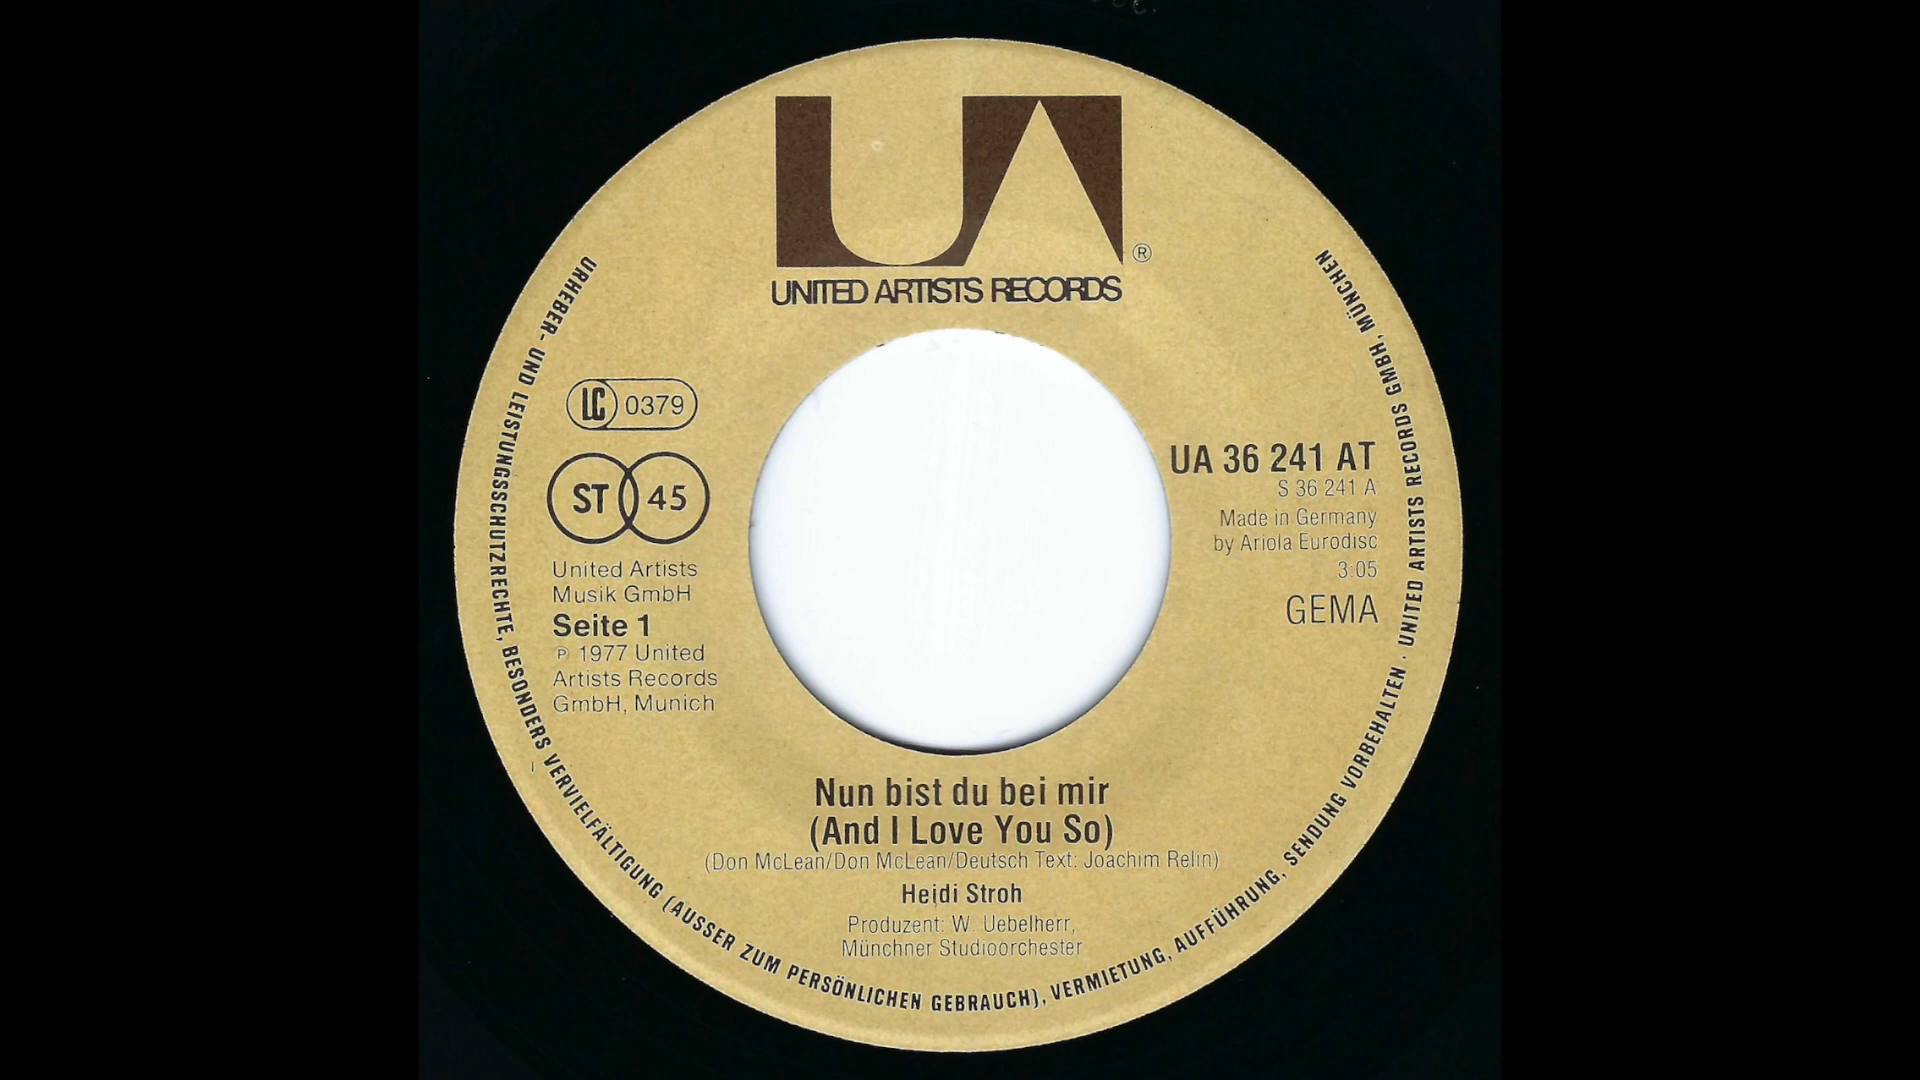 UA
®
UNITED ARTISTS RECORDS
LC 0379
ST 45
United Artists
Musik GmbH
Seite 1
℗ 1977 United
Artists Records
GmbH, Munich
UA 36 241 AT
S 36 241 A
Made in Germany
by Ariola Eurodisc
3:05
GEMA
Nun bist du bei mir
(And I Love You So)
(Don McLean/Don McLean/Deutsch Text: Joachim Relin)
Heidi Stroh
Produzent: W. Uebelherr,
Münchner Studioorchester
URHEBER- UND LEISTUNGSSCHUTZRECHTE, BESONDERS VERVIELFÄLTIGUNG (AUSSER ZUM PERSÖNLICHEN GEBRAUCH), VERMIETUNG, AUFFÜHRUNG, SENDUNG VORBEHALTEN · UNITED ARTISTS RECORDS GMBH, MÜNCHEN